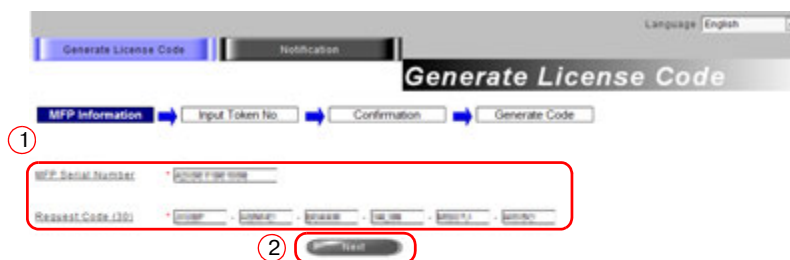 Language English
Generate License Code Notification
Generate License Code
MFP Information Input Token No. Confirmation Generate Code
1
MFP Serial Number *
Request Code (30) * - - - - -
2 Next